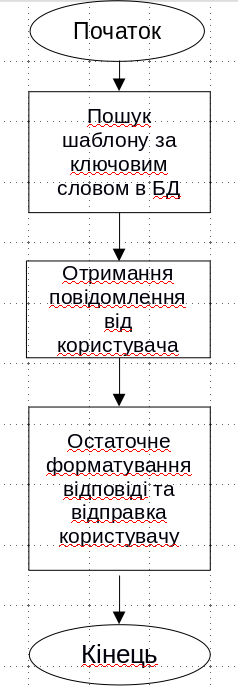 Початок
Пошук
шаблону за
ключовим
словом в БД
Отримання
повідомлення
від
користувача
Остаточне
форматування
відповіді та
відправка
користувачу
Кінець